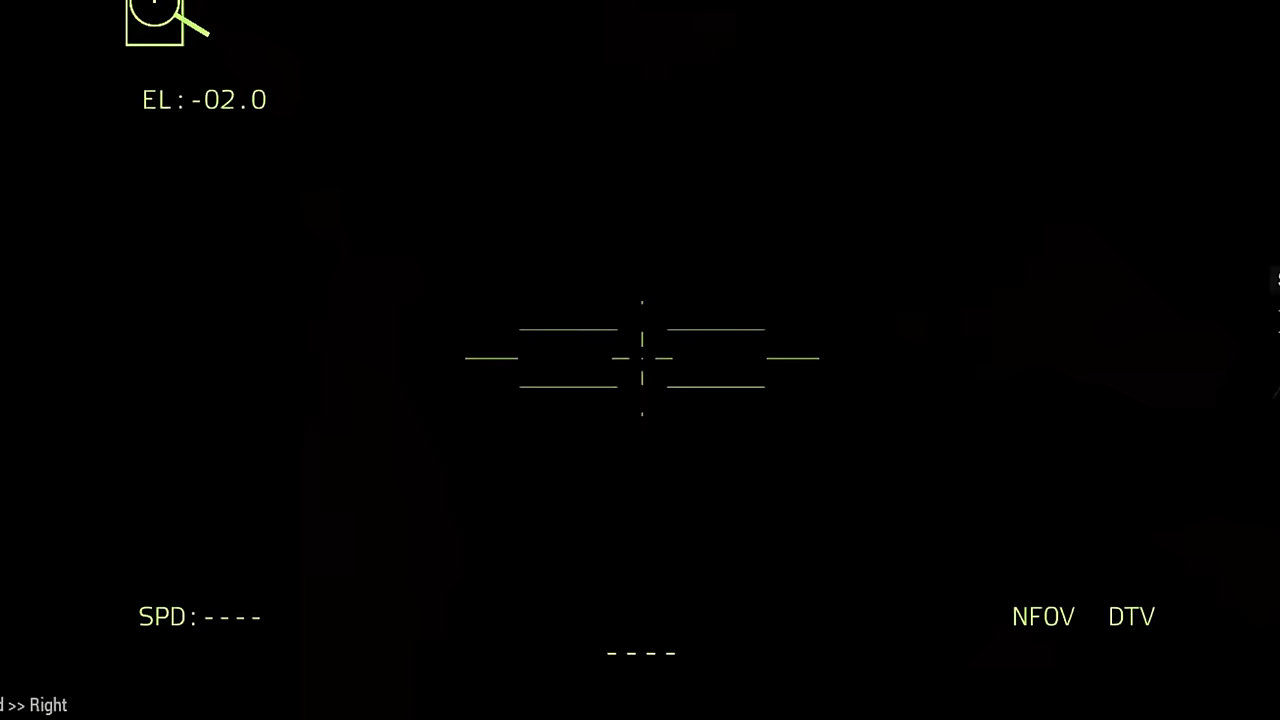 EL:-02.0
SPD:----
NFOV DTV
----
>> Right